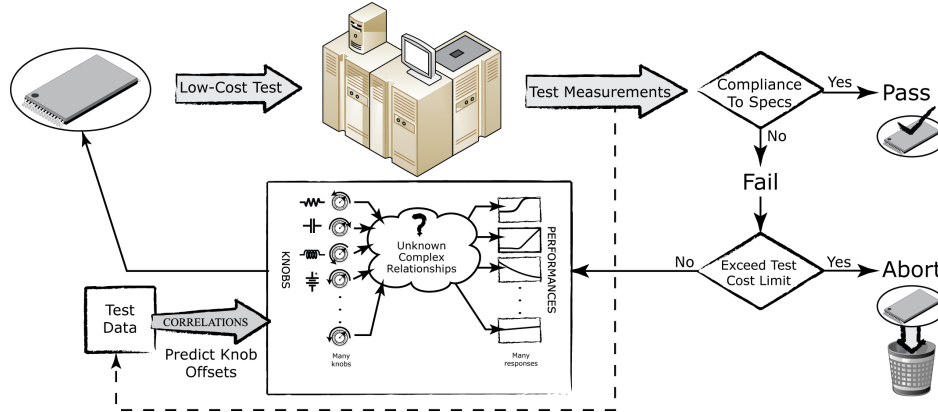 Low-Cost Test
Test Measurements
Compliance
To Specs
Yes
Pass
No
Fail
Exceed Test
Cost Limit
Yes
Abort
No
KNOBS
?
Unknown
Complex
Relationships
PERFORMANCES
Many
knobs
Many
responses
Test
Data
CORRELATIONS
Predict Knob
Offsets